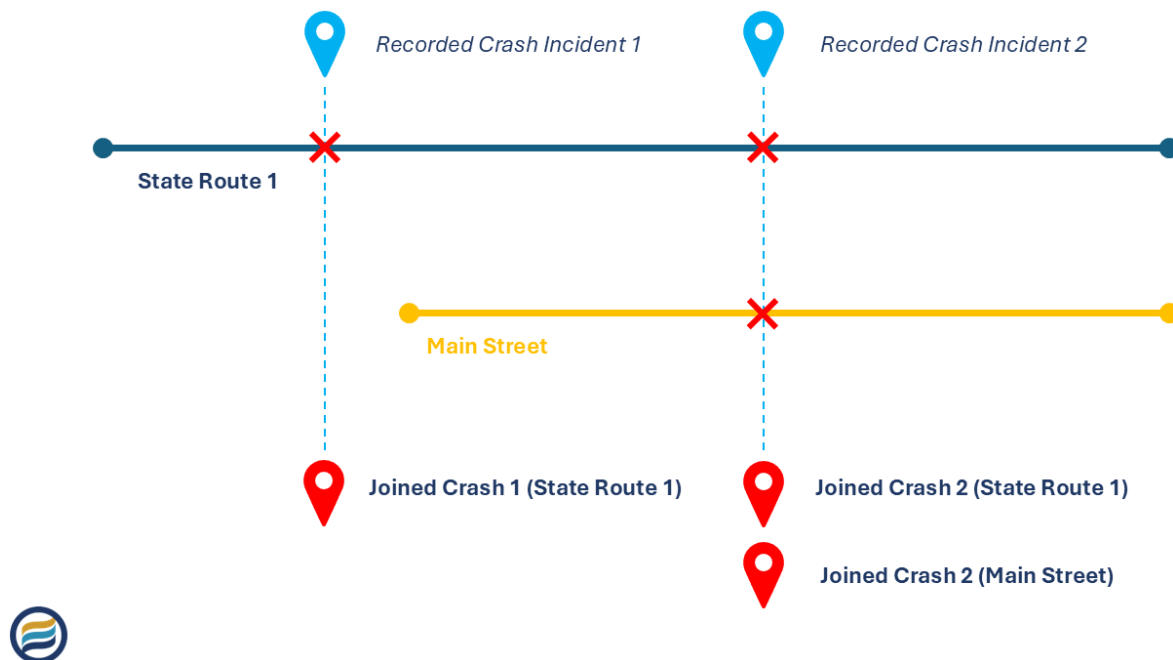 Recorded Crash Incident 1
Recorded Crash Incident 2
State Route 1
Main Street
Joined Crash 1 (State Route 1)
Joined Crash 2 (State Route 1)
Joined Crash 2 (Main Street)